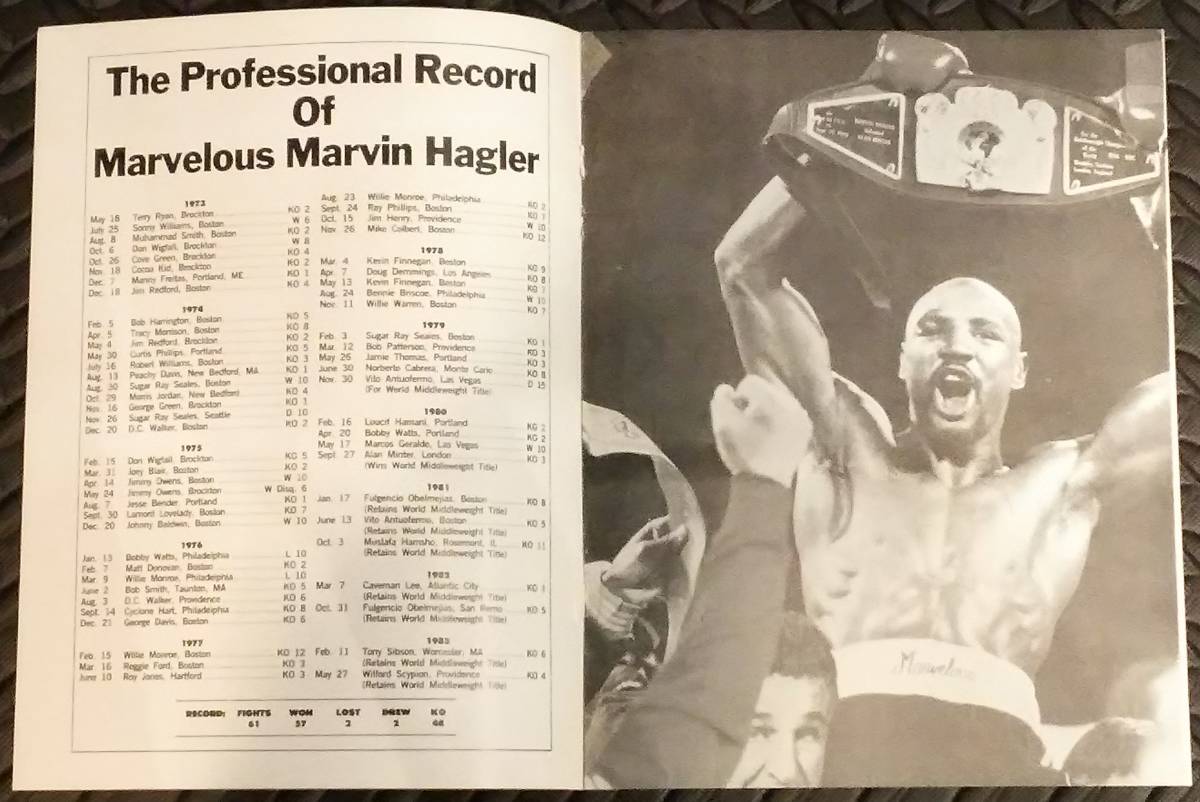 The Professional Record
Of
Marvelous Marvin Hagler
1973
May 18 Terry Ryan, Brockton KO 2
July 25 Sonny Williams, Boston W 6
Aug. 8 Muhammad Smith, Boston KO 2
Oct. 6 Don Wigfall, Brockton W 8
Oct. 26 Cove Green, Brockton KO 4
Nov. 18 Cocoa Kid, Brockton KO 2
Dec. 7 Manny Freitas, Portland, ME KO 1
Dec. 18 Jim Redford, Boston KO 4
1974
Feb. 5 Bob Harrington, Boston KO 5
Apr. 5 Tracy Morrison, Boston KO 8
May 4 Jim Redford, Brockton KO 2
May 30 Curtis Phillips, Portland KO 5
July 16 Robert Williams, Boston KO 3
Aug. 13 Peachy Davis, New Bedford, MA KO 1
Aug. 30 Sugar Ray Seales, Boston W 10
Oct. 29 Morris Jordan, New Bedford KO 4
Nov. 16 George Green, Brockton KO 1
Nov. 26 Sugar Ray Seales, Seattle D 10
Dec. 20 D.C. Walker, Boston KO 2
1975
Feb. 15 Don Wigfall, Brockton KO 5
Mar. 31 Joey Blair, Boston KO 2
Apr. 14 Jimmy Owens, Boston W 10
May 24 Jimmy Owens, Brockton W Disq. 6
Aug. 7 Jesse Bender, Portland KO 1
Sept. 30 Lamont Lovelady, Boston KO 7
Dec. 20 Johnny Baldwin, Boston W 10
1976
Jan. 13 Bobby Watts, Philadelphia L 10
Feb. 7 Matt Donovan, Boston KO 2
Mar. 9 Willie Monroe, Philadelphia L 10
June 2 Bob Smith, Taunton, MA KO 5
Aug. 3 D.C. Walker, Providence KO 6
Sept. 14 Cyclone Hart, Philadelphia KO 8
Dec. 21 George Davis, Boston KO 6
1977
Feb. 15 Willie Monroe, Boston KO 12
Mar. 16 Reggie Ford, Boston KO 3
June 10 Roy Jones, Hartford KO 3
Aug. 23 Willie Monroe, Philadelphia KO 2
Sept. 24 Ray Phillips, Boston KO 7
Oct. 15 Jim Henry, Providence W 10
Nov. 26 Mike Colbert, Boston KO 12
1978
Mar. 4 Kevin Finnegan, Boston KO 9
Apr. 7 Doug Demmings, Los Angeles KO 8
May 13 Kevin Finnegan, Boston KO 7
Aug. 24 Bennie Briscoe, Philadelphia W 10
Nov. 11 Willie Warren, Boston KO 7
1979
Feb. 3 Sugar Ray Seales, Boston KO 1
Mar. 12 Bob Patterson, Providence KO 3
May 26 Jamie Thomas, Portland KO 3
June 30 Norberto Cabrera, Monte Carlo KO 8
Nov. 30 Vito Antuofermo, Las Vegas D 15
(For World Middleweight Title)
1980
Feb. 16 Loucif Hamani, Portland KO 2
Apr. 20 Bobby Watts, Portland KO 2
May 17 Marcos Geraldo, Las Vegas W 10
Sept. 27 Alan Minter, London KO 3
(Wins World Middleweight Title)
1981
Jan. 17 Fulgencio Obelmejias, Boston KO 8
(Retains World Middleweight Title)
June 13 Vito Antuofermo, Boston KO 5
(Retains World Middleweight Title)
Oct. 3 Mustafa Hamsho, Rosemont, IL KO 11
(Retains World Middleweight Title)
1982
Mar. 7 Caveman Lee, Atlantic City KO 1
(Retains World Middleweight Title)
Oct. 31 Fulgencio Obelmejias, San Remo KO 5
(Retains World Middleweight Title)
1983
Feb. 11 Tony Sibson, Worcester, MA KO 6
(Retains World Middleweight Title)
May 27 Wilford Scypion, Providence KO 4
(Retains World Middleweight Title)
RECORD: FIGHTS WON LOST DREW KO
61 57 2 2 48
Marvelous